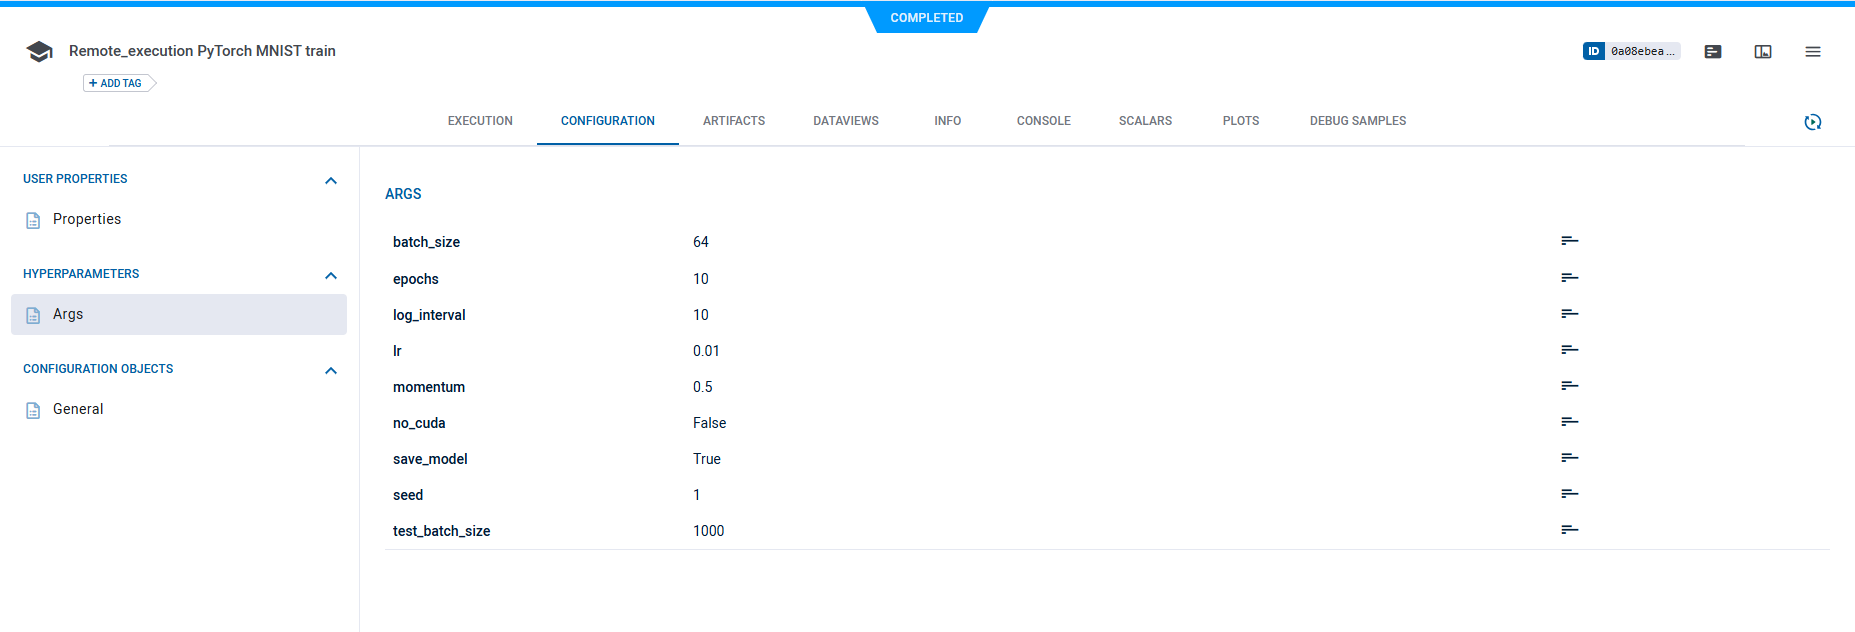 COMPLETED
Remote_execution PyTorch MNIST train
ID 0a08ebea...
+ ADD TAG
EXECUTION CONFIGURATION ARTIFACTS DATAVIEWS INFO CONSOLE SCALARS PLOTS DEBUG SAMPLES
USER PROPERTIES
Properties
HYPERPARAMETERS
Args
CONFIGURATION OBJECTS
General
ARGS
batch_size 64
epochs 10
log_interval 10
lr 0.01
momentum 0.5
no_cuda False
save_model True
seed 1
test_batch_size 1000